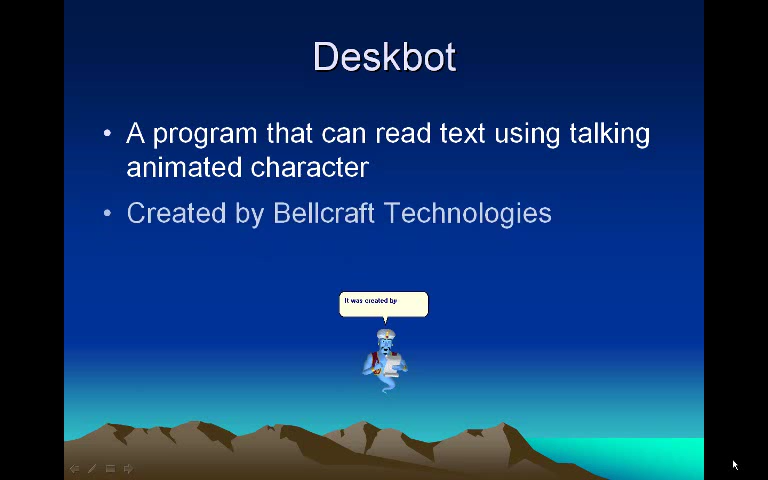 Deskbot
• A program that can read text using talking
animated character
• Created by Bellcraft Technologies
It was created by